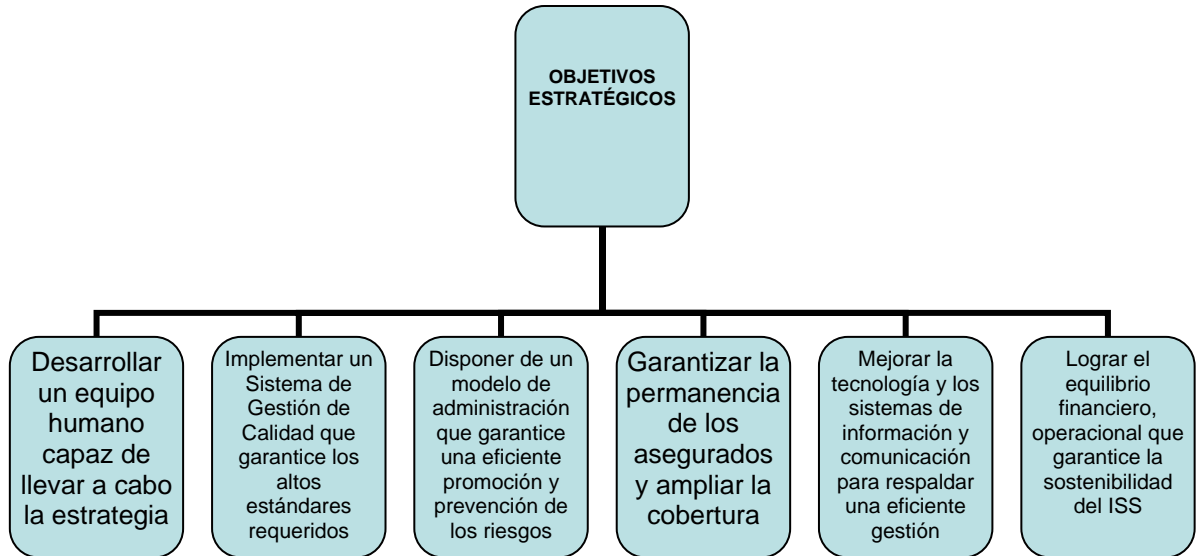 OBJETIVOS
ESTRATÉGICOS
Desarrollar
un equipo
humano
capaz de
llevar a cabo
la estrategia
Implementar un
Sistema de
Gestión de
Calidad que
garantice los
altos
estándares
requeridos
Disponer de un
modelo de
administración
que garantice
una eficiente
promoción y
prevención de
los riesgos
Garantizar la
permanencia
de los
asegurados
y ampliar la
cobertura
Mejorar la
tecnología y los
sistemas de
información y
comunicación
para respaldar
una eficiente
gestión
Lograr el
equilibrio
financiero,
operacional que
garantice la
sostenibilidad
del ISS